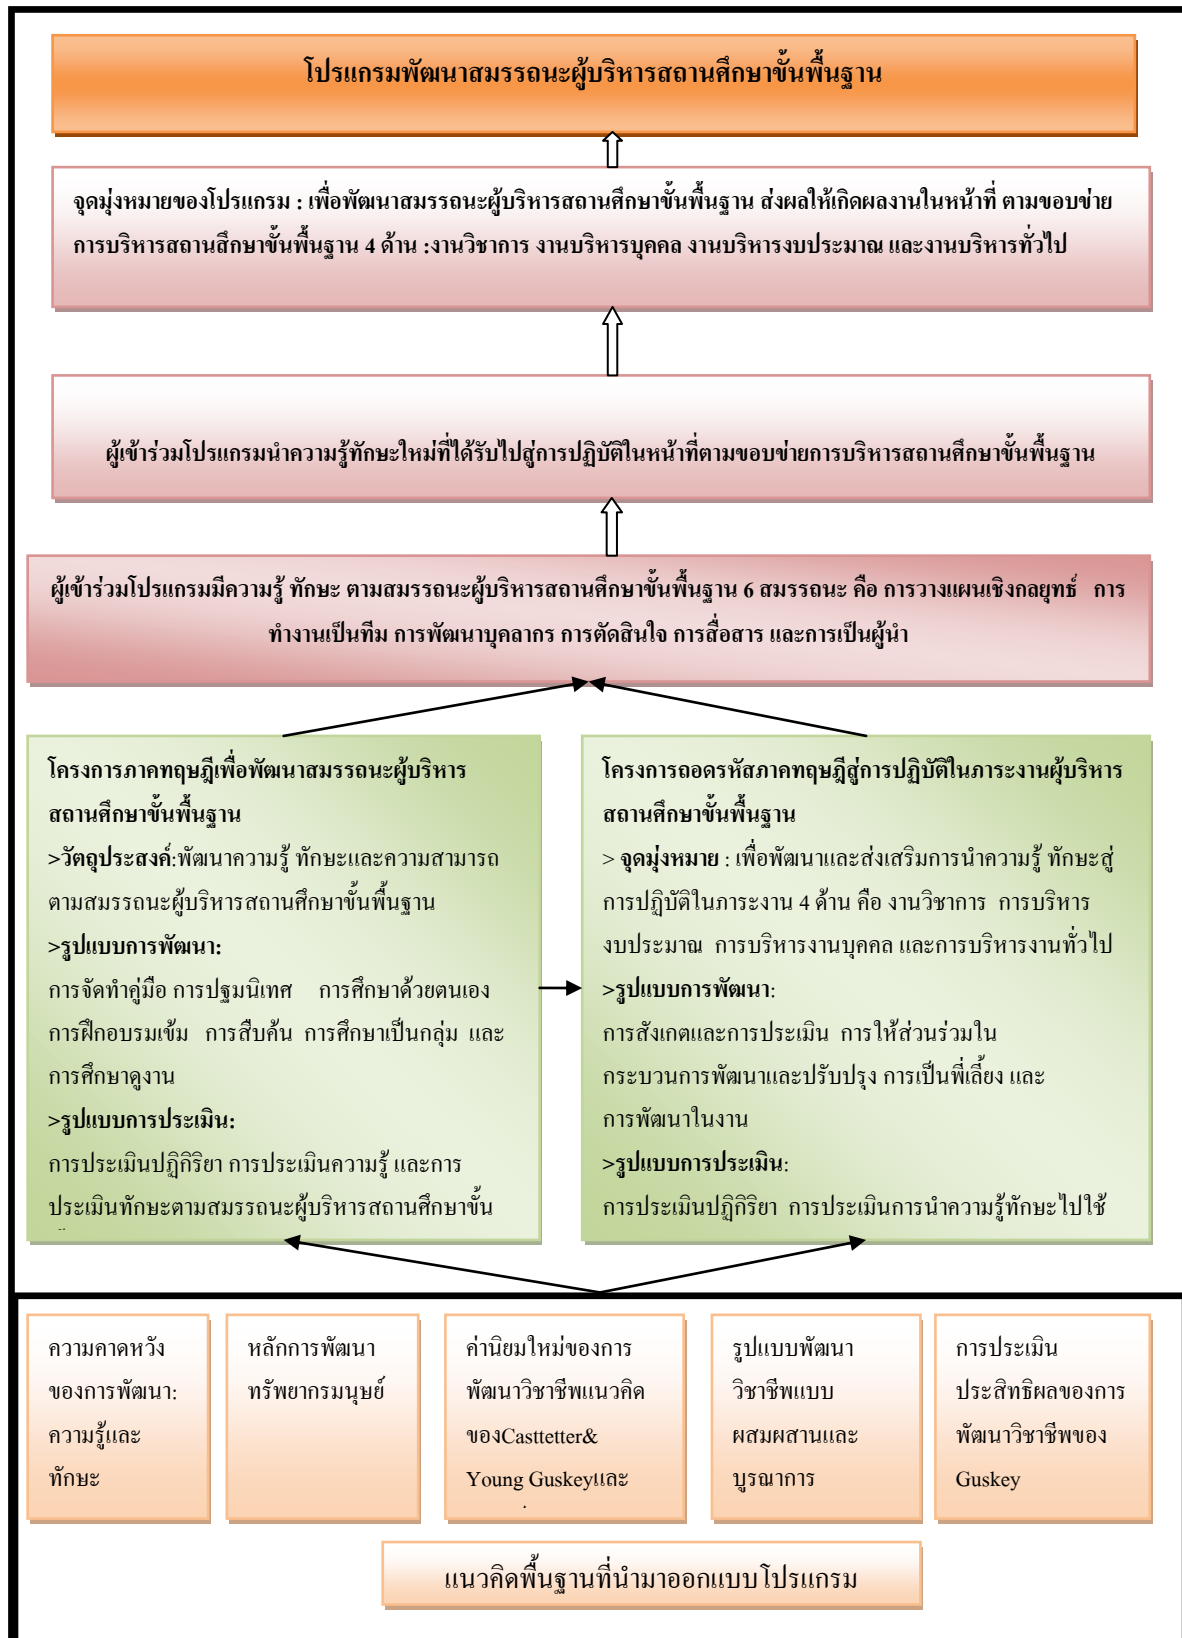 โปรแกรมพัฒนาสมรรถนะผู้บริหารสถานศึกษาขั้นพื้นฐาน
จุดมุ่งหมายของโปรแกรม : เพื่อพัฒนาสมรรถนะผู้บริหารสถานศึกษาขั้นพื้นฐาน ส่งผลให้เกิดผลงานในหน้าที่ ตามขอบข่าย
การบริหารสถานสึกษาขั้นพื้นฐาน 4 ด้าน :งานวิชาการ งานบริหารบุคคล งานบริหารงบประมาณ และงานบริหารทั่วไป
ผู้เข้าร่วมโปรแกรมนำความรู้ทักษะใหม่ที่ได้รับไปสู่การปฏิบัติในหน้าที่ตามขอบข่ายการบริหารสถานศึกษาขั้นพื้นฐาน
ผู้เข้าร่วมโปรแกรมมีความรู้ ทักษะ ตามสมรรถนะผู้บริหารสถานศึกษาขั้นพื้นฐาน 6 สมรรถนะ คือ การวางแผนเชิงกลยุทธ์ การ
ทำงานเป็นทีม การพัฒนาบุคลากร การตัดสินใจ การสื่อสาร และการเป็นผู้นำ
โครงการภาคทฤษฎีเพื่อพัฒนาสมรรถนะผู้บริหาร
สถานศึกษาขั้นพื้นฐาน
>วัตถุประสงค์:พัฒนาความรู้ ทักษะและความสามารถ
ตามสมรรถนะผู้บริหารสถานศึกษาขั้นพื้นฐาน
>รูปแบบการพัฒนา:
การจัดทำคู่มือ การปฐมนิเทศ การศึกษาด้วยตนเอง
การฝึกอบรมเข้ม การสืบค้น การศึกษาเป็นกลุ่ม และ
การศึกษาดูงาน
>รูปแบบการประเมิน:
การประเมินปฏิกิริยา การประเมินความรู้ และการ
ประเมินทักษะตามสมรรถนะผู้บริหารสถานศึกษาขั้น
โครงการถอดรหัสภาคทฤษฎีสู่การปฏิบัติในภาระงานผุ้บริหาร
สถานศึกษาขั้นพื้นฐาน
> จุดมุ่งหมาย : เพื่อพัฒนาและส่งเสริมการนำความรู้ ทักษะสู่
การปฏิบัติในภาระงาน 4 ด้าน คือ งานวิชาการ การบริหาร
งบประมาณ การบริหารงานบุคคล และการบริหารงานทั่วไป
>รูปแบบการพัฒนา:
การสังเกตและการประเมิน การให้ส่วนร่วมใน
กระบวนการพัฒนาและปรับปรุง การเป็นพี่เลี้ยง และ
การพัฒนาในงาน
>รูปแบบการประเมิน:
การประเมินปฏิกิริยา การประเมินการนำความรู้ทักษะไปใช้
ความคาดหวัง
ของการพัฒนา:
ความรู้และ
ทักษะ
หลักการพัฒนา
ทรัพยากรมนุษย์
ค่านิยมใหม่ของการ
พัฒนาวิชาชีพแนวคิด
ของCasttetter&
Young Guskeyและ
รูปแบบพัฒนา
วิชาชีพแบบ
ผสมผสานและ
บูรณาการ
การประเมิน
ประสิทธิผลของการ
พัฒนาวิชาชีพของ
Guskey
แนวคิดพื้นฐานที่นำมาออกแบบโปรแกรม